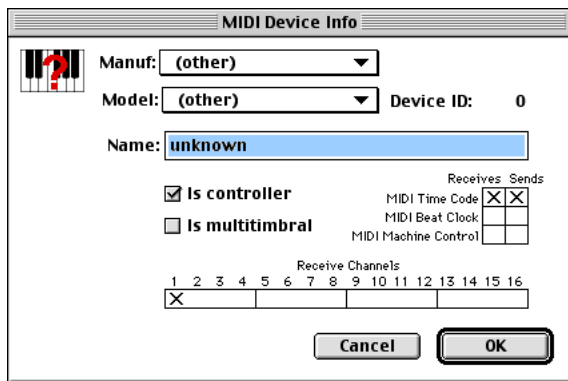 MIDI Device Info
Manuf: (other)
Model: (other) Device ID: 0
Name: unknown
Receives Sends
Is controller
MIDI Time Code
MIDI Beat Clock
Is multitimbral
MIDI Machine Control
Receive Channels
1 2 3 4 5 6 7 8 9 10 11 12 13 14 15 16
Cancel OK